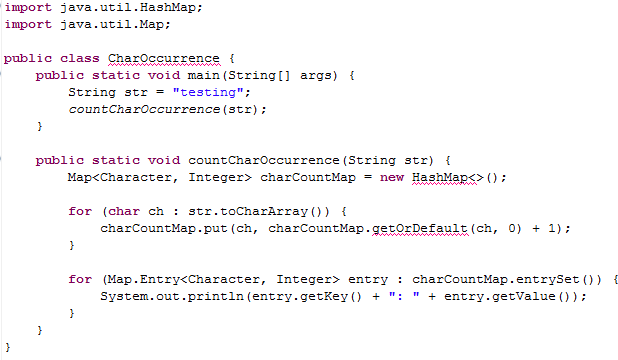 import java.util.HashMap;
import java.util.Map;

public class CharOccurrence {
    public static void main(String[] args) {
        String str = "testing";
        countCharOccurrence(str);
    }

    public static void countCharOccurrence(String str) {
        Map<Character, Integer> charCountMap = new HashMap<>();

        for (char ch : str.toCharArray()) {
            charCountMap.put(ch, charCountMap.getOrDefault(ch, 0) + 1);
        }

        for (Map.Entry<Character, Integer> entry : charCountMap.entrySet()) {
            System.out.println(entry.getKey() + ": " + entry.getValue());
        }
    }
}